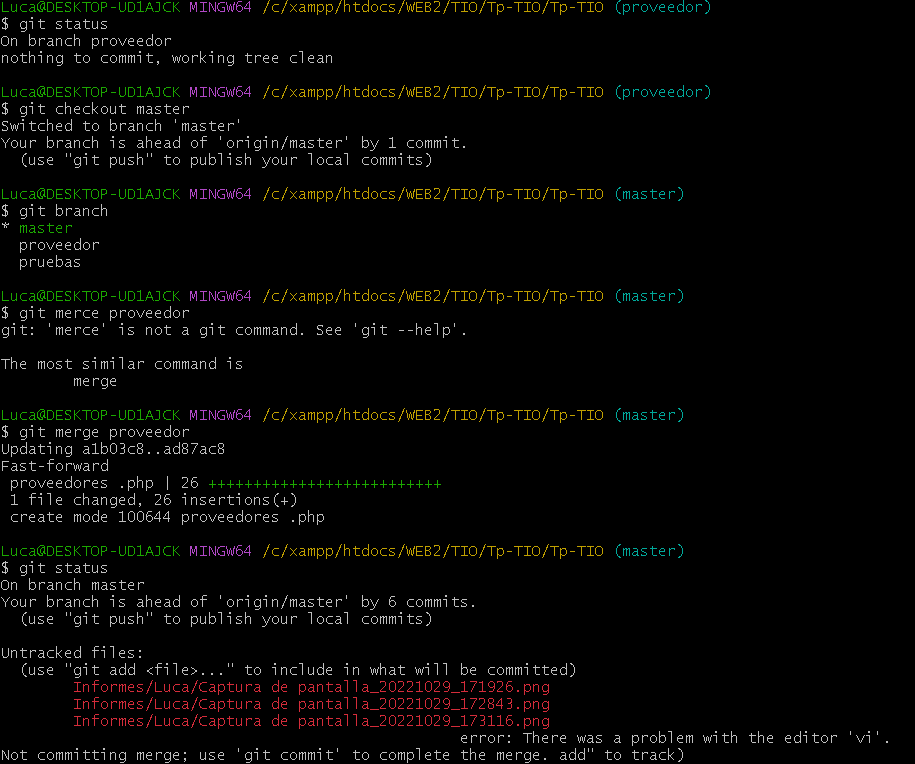 Luca@DESKTOP-UD1AJCK MINGW64 /c/xampp/htdocs/WEB2/TIO/Tp-TIO/Tp-TIO (proveedor)
$ git status
On branch proveedor
nothing to commit, working tree clean

Luca@DESKTOP-UD1AJCK MINGW64 /c/xampp/htdocs/WEB2/TIO/Tp-TIO/Tp-TIO (proveedor)
$ git checkout master
Switched to branch 'master'
Your branch is ahead of 'origin/master' by 1 commit.
  (use "git push" to publish your local commits)

Luca@DESKTOP-UD1AJCK MINGW64 /c/xampp/htdocs/WEB2/TIO/Tp-TIO/Tp-TIO (master)
$ git branch
* master
  proveedor
  pruebas

Luca@DESKTOP-UD1AJCK MINGW64 /c/xampp/htdocs/WEB2/TIO/Tp-TIO/Tp-TIO (master)
$ git merce proveedor
git: 'merce' is not a git command. See 'git --help'.

The most similar command is
        merge

Luca@DESKTOP-UD1AJCK MINGW64 /c/xampp/htdocs/WEB2/TIO/Tp-TIO/Tp-TIO (master)
$ git merge proveedor
Updating a1b03c8..ad87ac8
Fast-forward
 proveedores .php | 26 ++++++++++++++++++++++++++
 1 file changed, 26 insertions(+)
 create mode 100644 proveedores .php

Luca@DESKTOP-UD1AJCK MINGW64 /c/xampp/htdocs/WEB2/TIO/Tp-TIO/Tp-TIO (master)
$ git status
On branch master
Your branch is ahead of 'origin/master' by 6 commits.
  (use "git push" to publish your local commits)

Untracked files:
  (use "git add <file>..." to include in what will be committed)
        Informes/Luca/Captura de pantalla_20221029_171926.png
        Informes/Luca/Captura de pantalla_20221029_172843.png
        Informes/Luca/Captura de pantalla_20221029_173116.png
                                                   error: There was a problem with the editor 'vi'.
Not committing merge; use 'git commit' to complete the merge. add" to track)